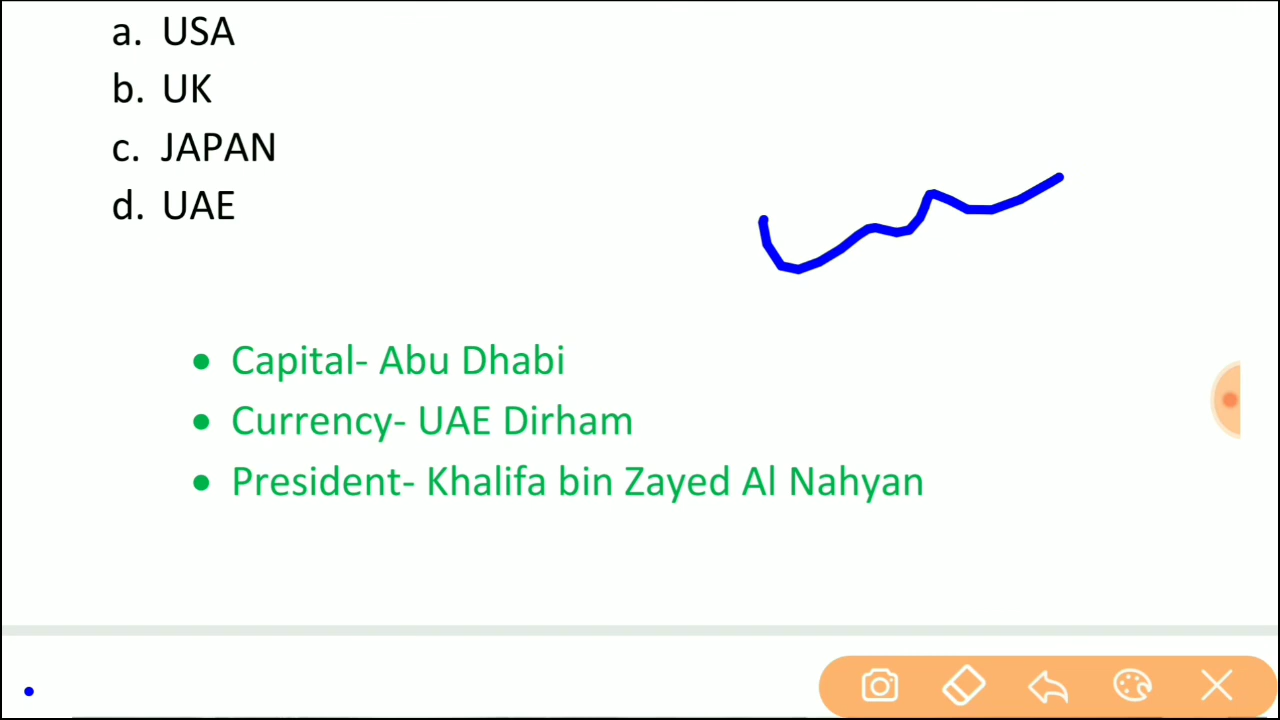 a. USA
b. UK
c. JAPAN
d. UAE
• Capital- Abu Dhabi
• Currency- UAE Dirham
• President- Khalifa bin Zayed Al Nahyan